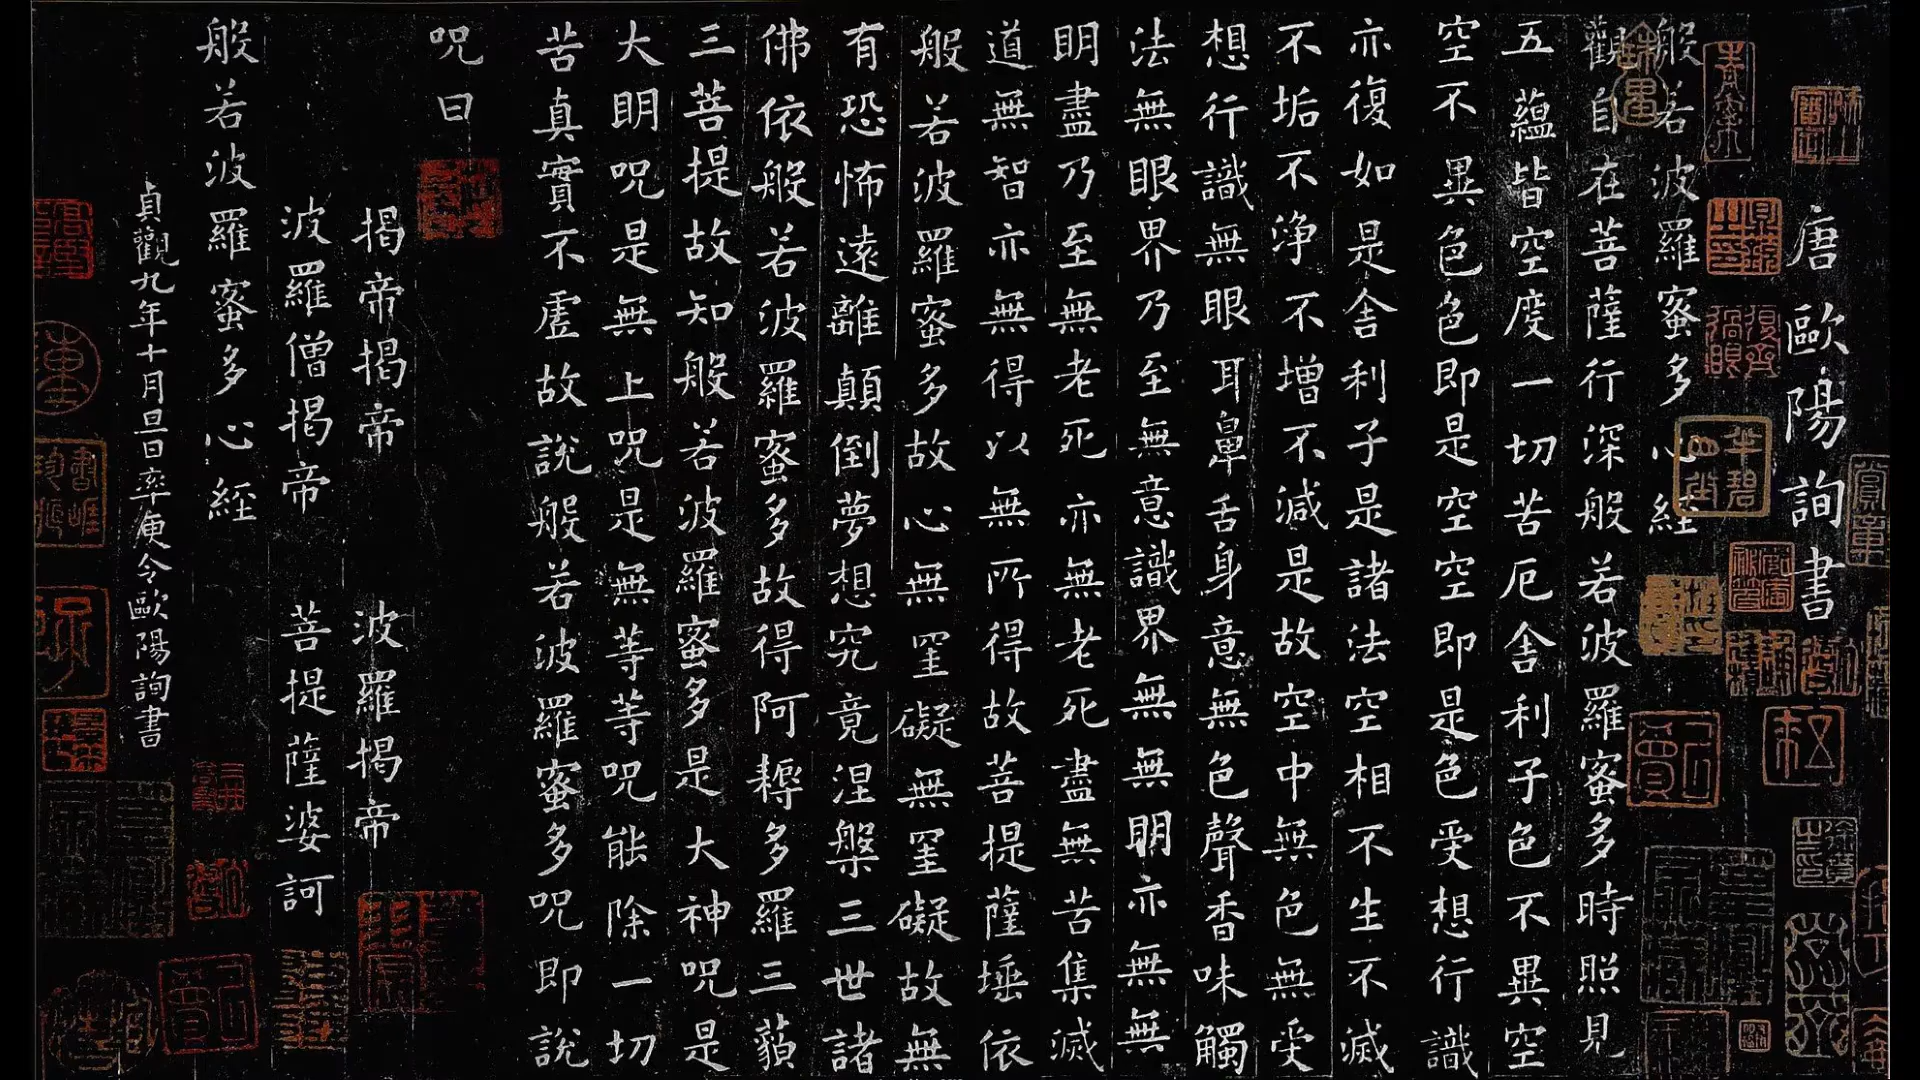 唐歐陽詢書
般若波羅蜜多心経
觀自在菩薩行深般若波羅蜜多時照見
五蘊皆空度一切苦厄舍利子色不異空
空不異色色即是空空即是色受想行識
亦復如是舍利子是諸法空相不生不滅
不垢不淨不增不減是故空中無色無受
想行識無眼耳鼻舌身意無色聲香味觸
法無眼界乃至無意識界無無明亦無無
明盡乃至無老死亦無老死盡無苦集滅
道無智亦無得以無所得故菩提薩埵依
般若波羅蜜多故心無罣礙無罣礙故無
有恐怖遠離顛倒夢想究竟涅槃三世諸
佛依般若波羅蜜多故得阿耨多羅三藐
三菩提故知般若波羅蜜多是大神呪是
大明呪是無上呪是無等等呪能除一切
苦真實不虛故說般若波羅蜜多呪即說
呪曰
揭帝揭帝 波羅揭帝
波羅僧揭帝 菩提薩婆訶
般若波羅蜜多心経
貞觀九年十月旦日率更令歐陽詢書